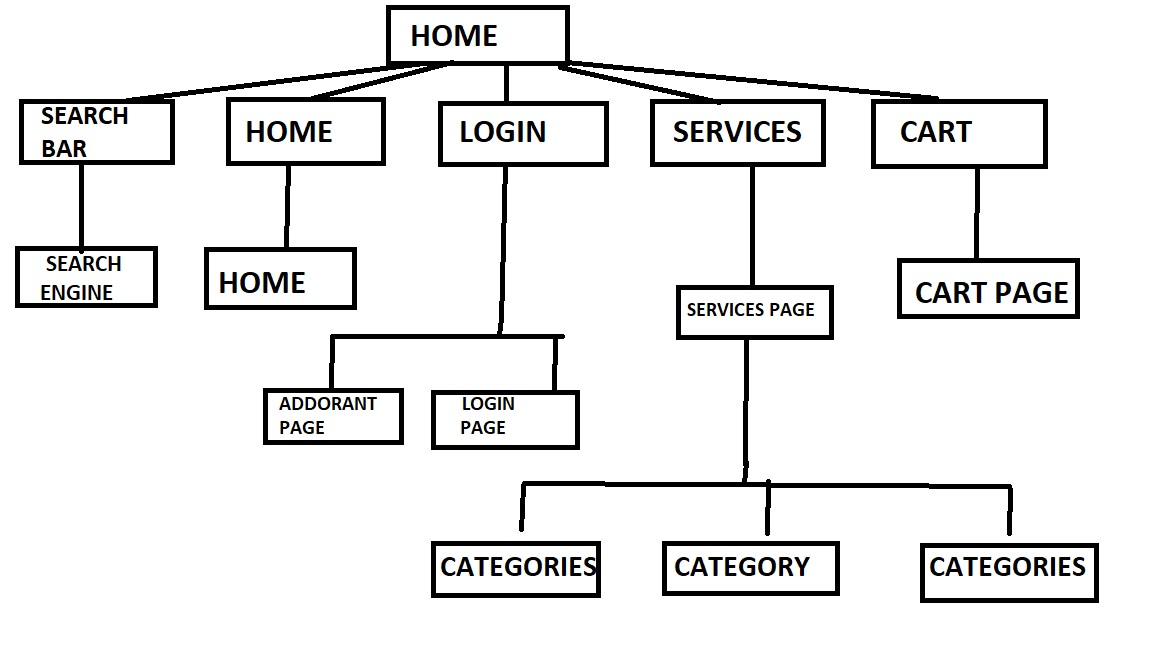 HOME
SEARCH
BAR
HOME
LOGIN
SERVICES
CART
SEARCH
ENGINE
HOME
SERVICES PAGE
CART PAGE
ADDORANT
PAGE
LOGIN
PAGE
CATEGORIES
CATEGORY
CATEGORIES